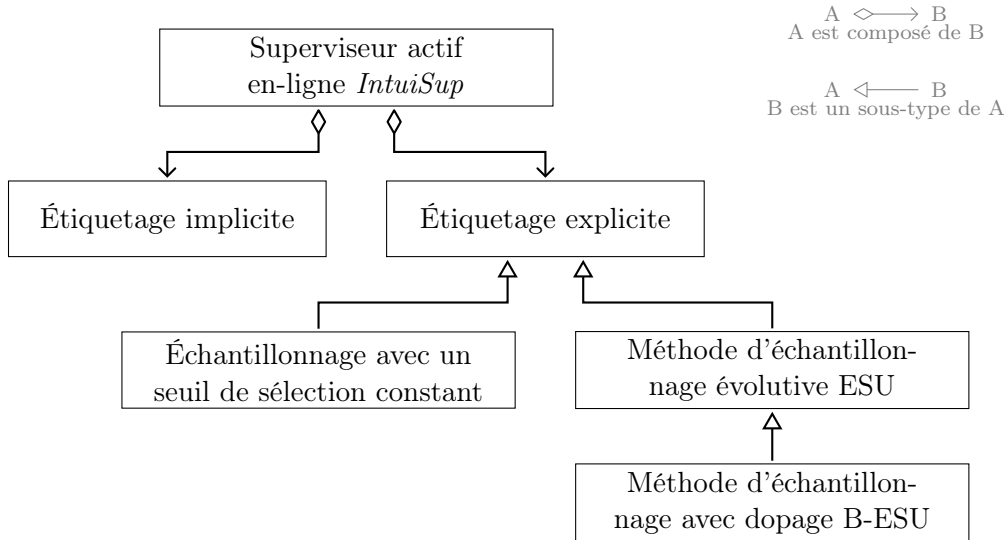 A B
A est composé de B
A B
B est un sous-type de A
Superviseur actif
en-ligne IntuiSup
Étiquetage implicite
Étiquetage explicite
Échantillonnage avec un
seuil de sélection constant
Méthode d'échantillon-
nage évolutive ESU
Méthode d'échantillon-
nage avec dopage B-ESU